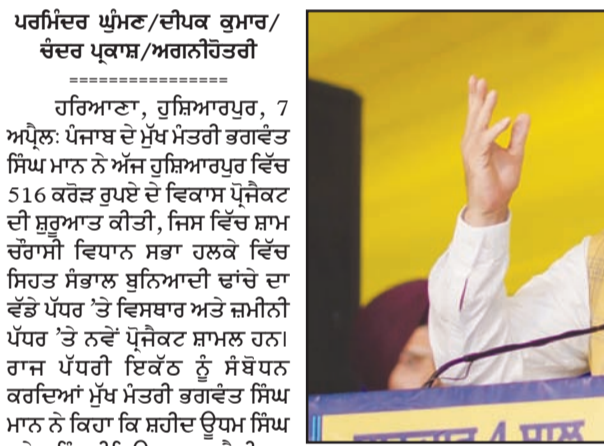 ਪਰਮਿੰਦਰ ਘੁੰਮਣ/ਦੀਪਕ ਕੁਮਾਰ/
ਚੰਦਰ ਪ੍ਰਕਾਸ਼/ਅਗਨੀਹੋਤਰੀ
================
ਹਰਿਆਣਾ, ਹੁਸ਼ਿਆਰਪੁਰ, 7
ਅਪ੍ਰੈਲ: ਪੰਜਾਬ ਦੇ ਮੁੱਖ ਮੰਤਰੀ ਭਗਵੰਤ
ਸਿੰਘ ਮਾਨ ਨੇ ਅੱਜ ਹੁਸ਼ਿਆਰਪੁਰ ਵਿੱਚ
516 ਕਰੋੜ ਰੁਪਏ ਦੇ ਵਿਕਾਸ ਪ੍ਰੋਜੈਕਟ
ਦੀ ਸ਼ੁਰੂਆਤ ਕੀਤੀ, ਜਿਸ ਵਿੱਚ ਸ਼ਾਮ
ਚੌਰਾਸੀ ਵਿਧਾਨ ਸਭਾ ਹਲਕੇ ਵਿੱਚ
ਸਿਹਤ ਸੰਭਾਲ ਬੁਨਿਆਦੀ ਢਾਂਚੇ ਦਾ
ਵੱਡੇ ਪੱਧਰ 'ਤੇ ਵਿਸਥਾਰ ਅਤੇ ਜ਼ਮੀਨੀ
ਪੱਧਰ 'ਤੇ ਨਵੇਂ ਪ੍ਰੋਜੈਕਟ ਸ਼ਾਮਲ ਹਨ।
ਰਾਜ ਪੱਧਰੀ ਇਕੱਠ ਨੂੰ ਸੰਬੋਧਨ
ਕਰਦਿਆਂ ਮੁੱਖ ਮੰਤਰੀ ਭਗਵੰਤ ਸਿੰਘ
ਮਾਨ ਨੇ ਕਿਹਾ ਕਿ ਸ਼ਹੀਦ ਊਧਮ ਸਿੰਘ
4 ਸਾਲ